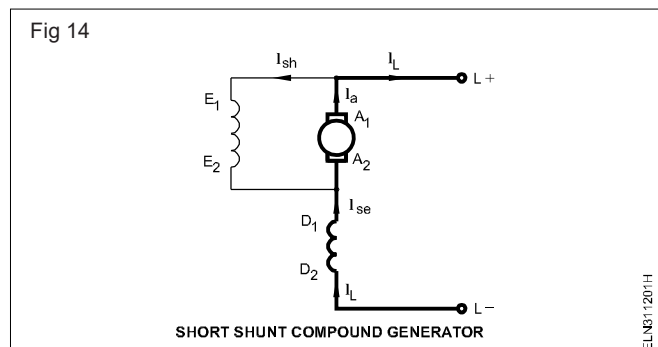 Fig 14
Ish
IL
L+
E1
Ia
A1
E2
A2
Ise
D1
D2
IL
L-
SHORT SHUNT COMPOUND GENERATOR
ELN311201H